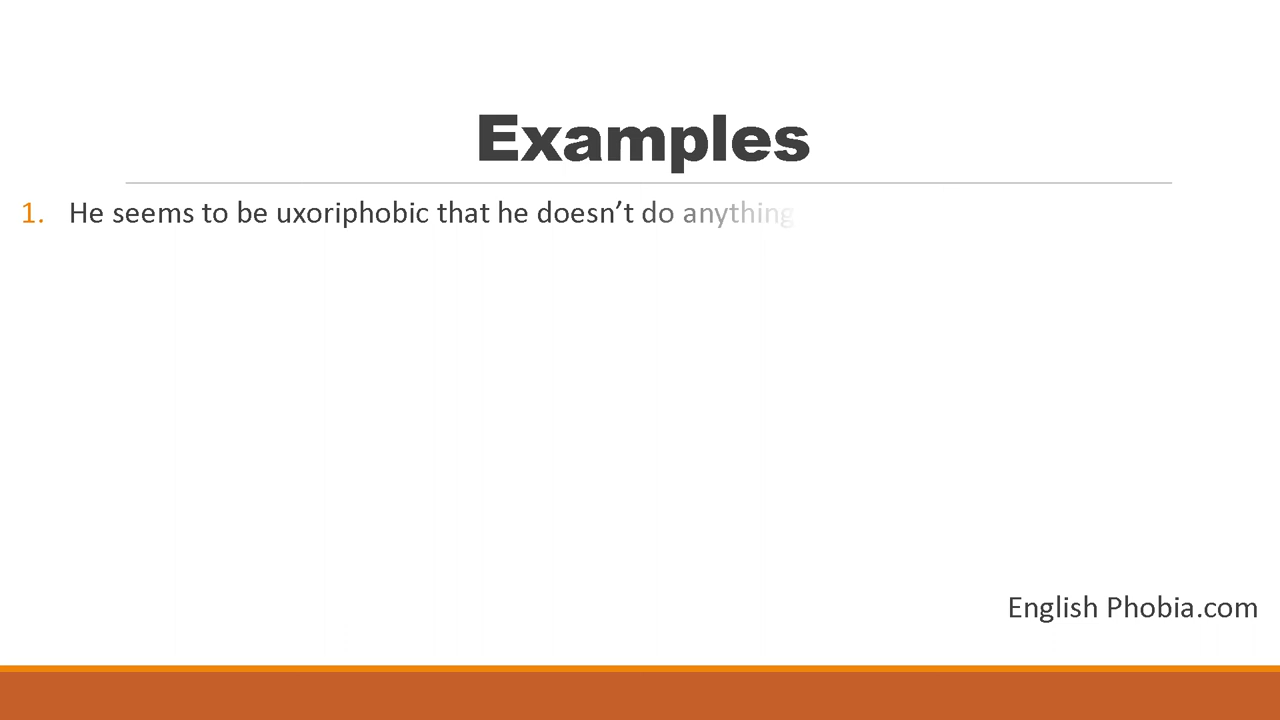 Examples
1. He seems to be uxoriphobic that he doesn’t do anything
English Phobia.com